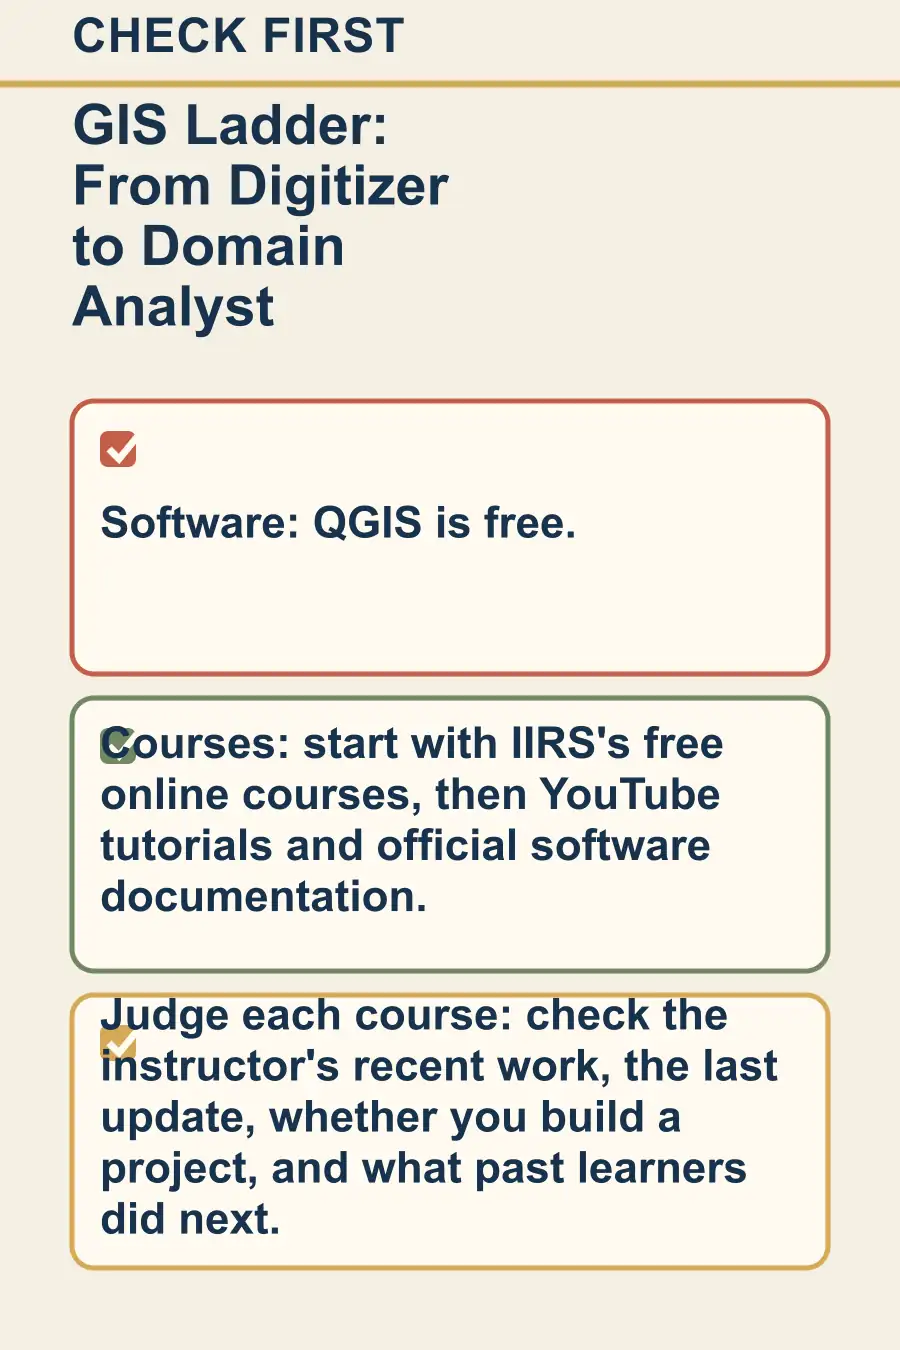 CHECK FIRST
GIS Ladder:
From Digitizer
to Domain
Analyst
Software: QGIS is free.
Courses: start with IIRS's free
online courses, then YouTube
tutorials and official software
documentation.
Judge each course: check the
instructor's recent work, the last
update, whether you build a
project, and what past learners
did next.